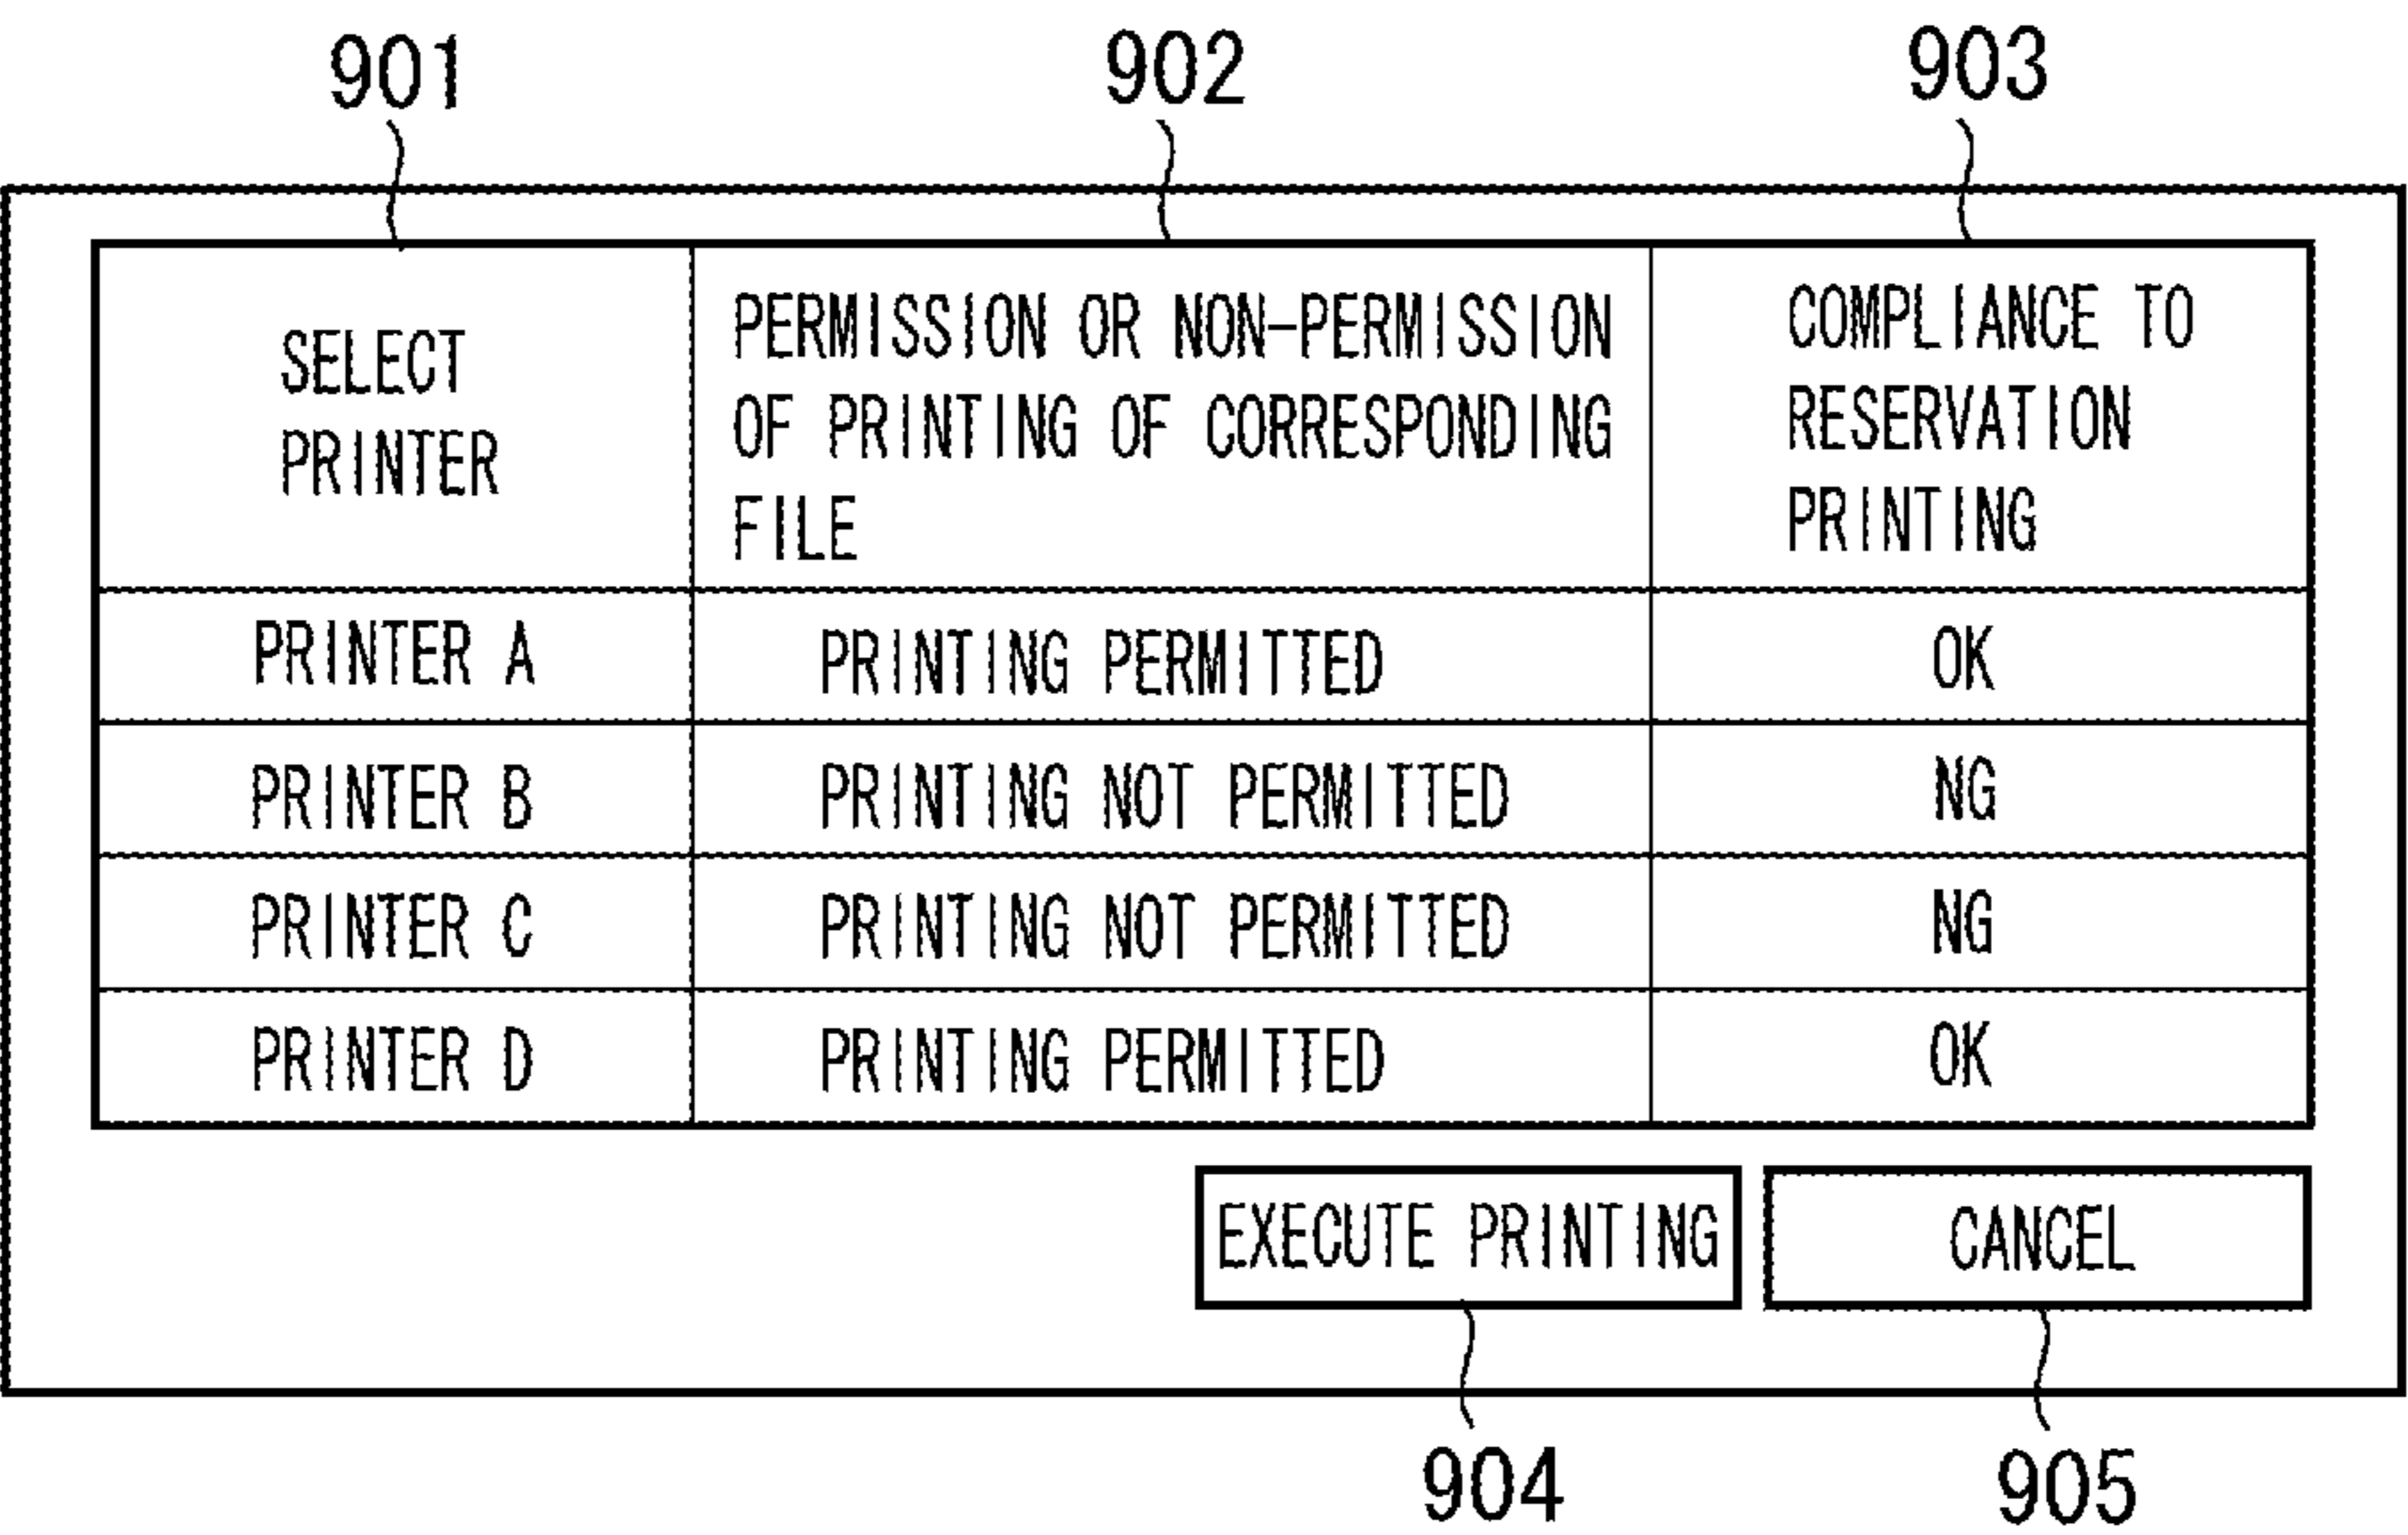 901 902 903
SELECT
PRINTER
PERMISSION OR NON-PERMISSION
OF PRINTING OF CORRESPONDING
FILE
COMPLIANCE TO
RESERVATION
PRINTING
PRINTER A PRINTING PERMITTED OK
PRINTER B PRINTING NOT PERMITTED NG
PRINTER C PRINTING NOT PERMITTED NG
PRINTER D PRINTING PERMITTED OK
EXECUTE PRINTING CANCEL
904 905